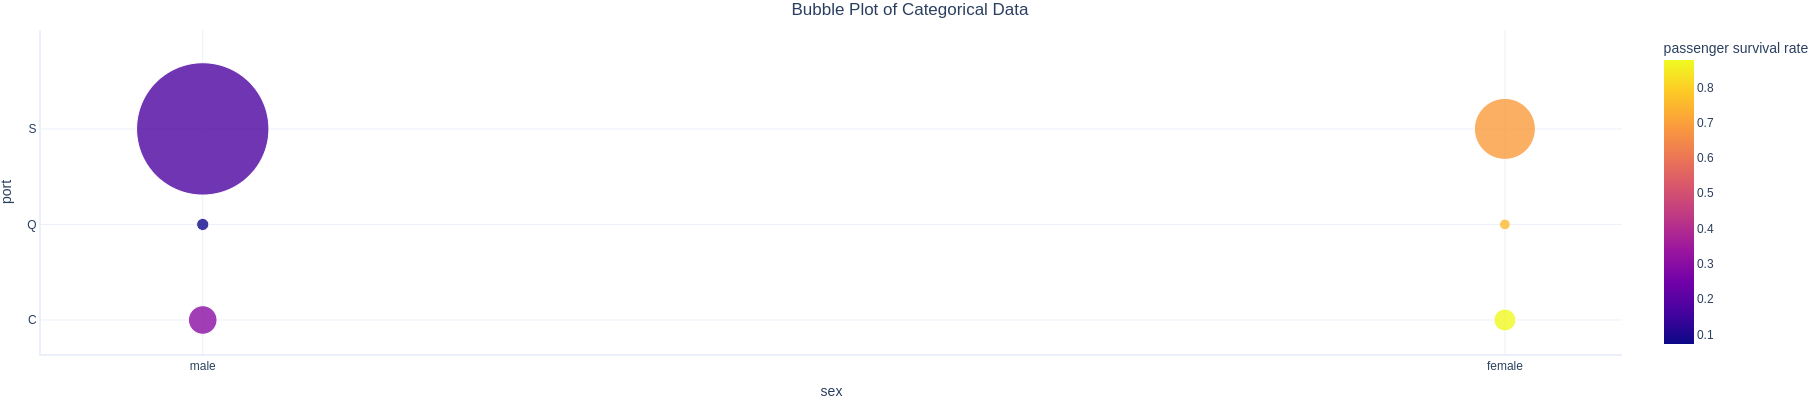 Bubble Plot of Categorical Data
passenger survival rate
0.8
0.7
0.6
0.5
0.4
0.3
0.2
0.1
port
S
Q
C
male
female
sex